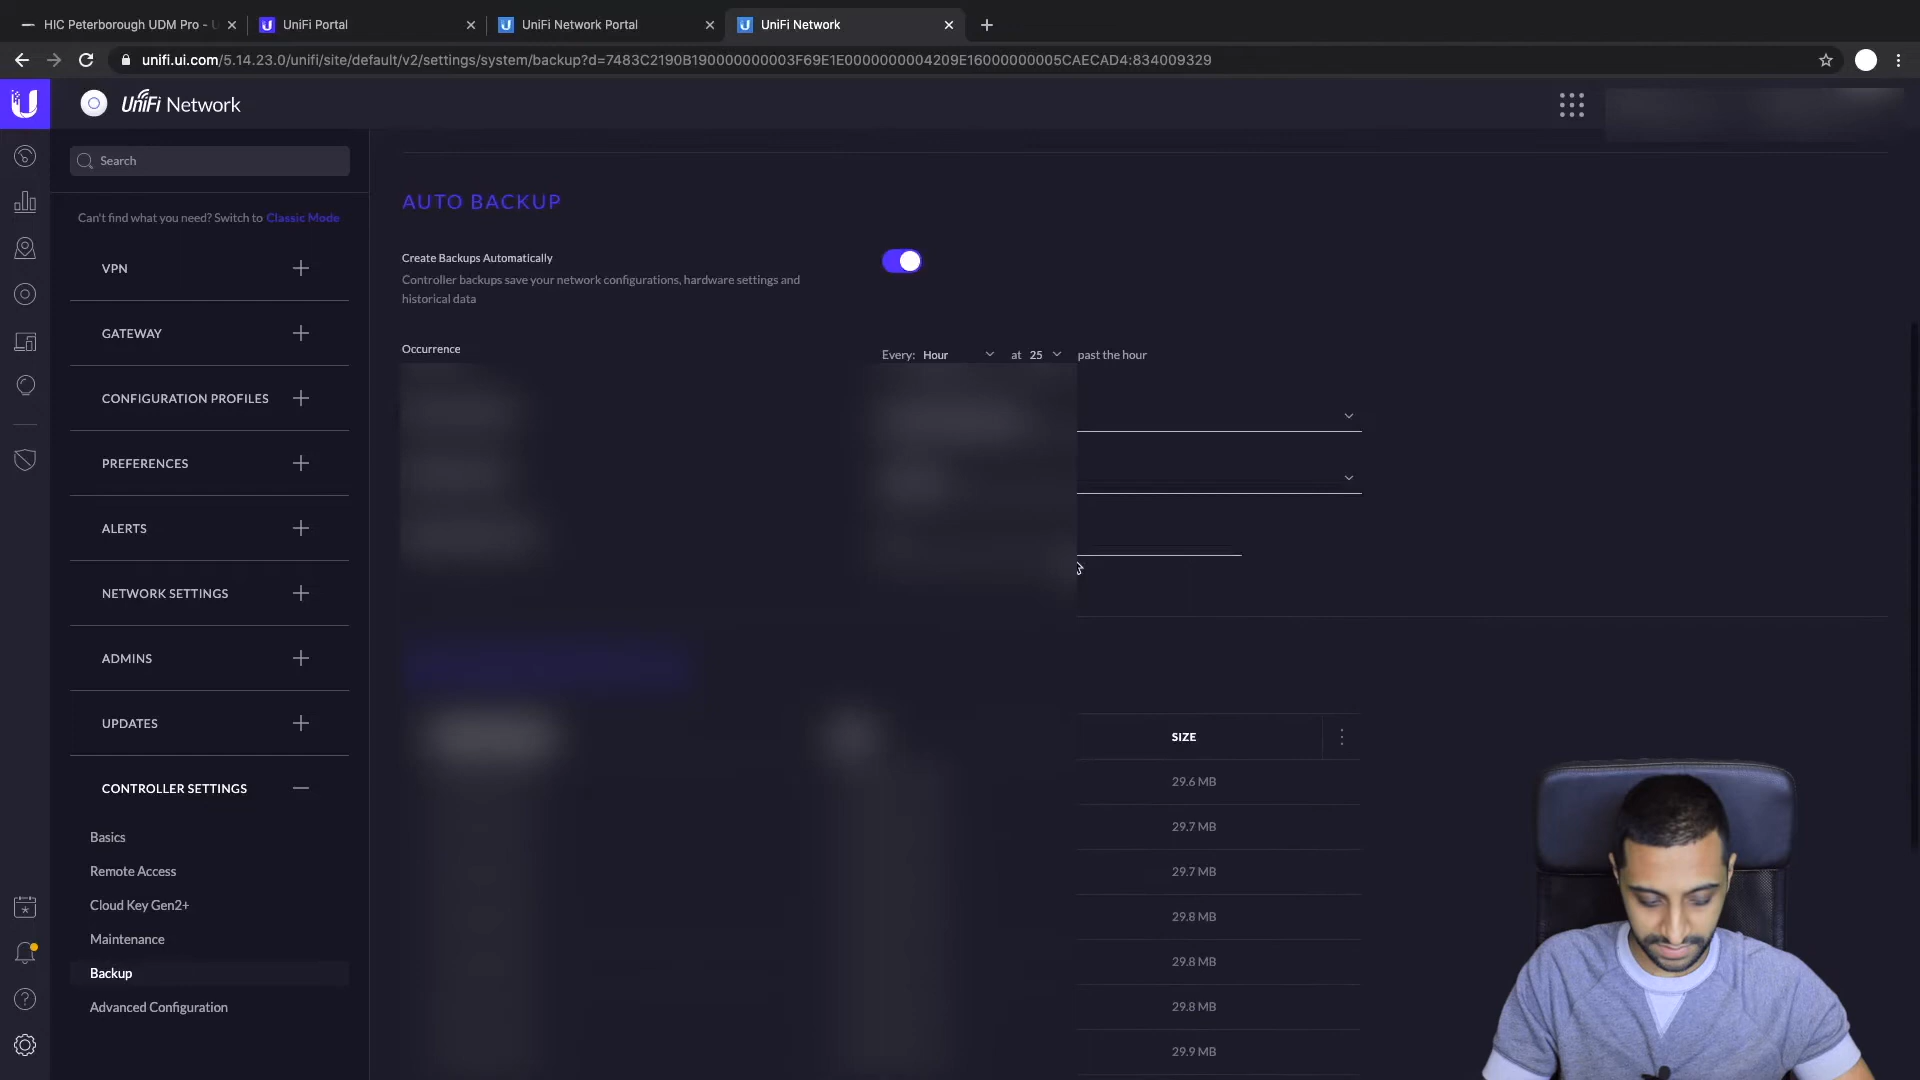 HIC Peterborough UDM Pro - U
UniFi Portal
UniFi Network Portal
UniFi Network
unifi.ui.com/5.14.23.0/unifi/site/default/v2/settings/system/backup?d=7483C2190B190000000003F69E1E0000000004209E16000000005CAECAD4:834009329
UniFi Network
Search
Can't find what you need? Switch to Classic Mode
VPN
GATEWAY
CONFIGURATION PROFILES
PREFERENCES
ALERTS
NETWORK SETTINGS
ADMINS
UPDATES
CONTROLLER SETTINGS
Basics
Remote Access
Cloud Key Gen2+
Maintenance
Backup
Advanced Configuration
AUTO BACKUP
Create Backups Automatically
Controller backups save your network configurations, hardware settings and
historical data
Occurrence
Every: Hour at 25 past the hour
SIZE
29.6 MB
29.7 MB
29.7 MB
29.8 MB
29.8 MB
29.8 MB
29.9 MB